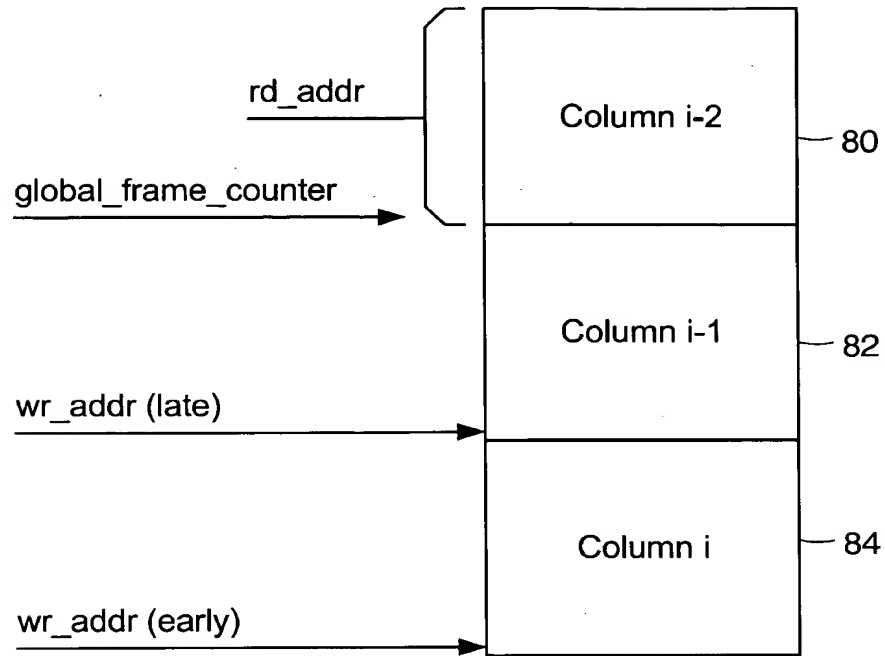 rd_addr
Column i-2
80
global_frame_counter
Column i-1
82
wr_addr (late)
Column i
84
wr_addr (early)